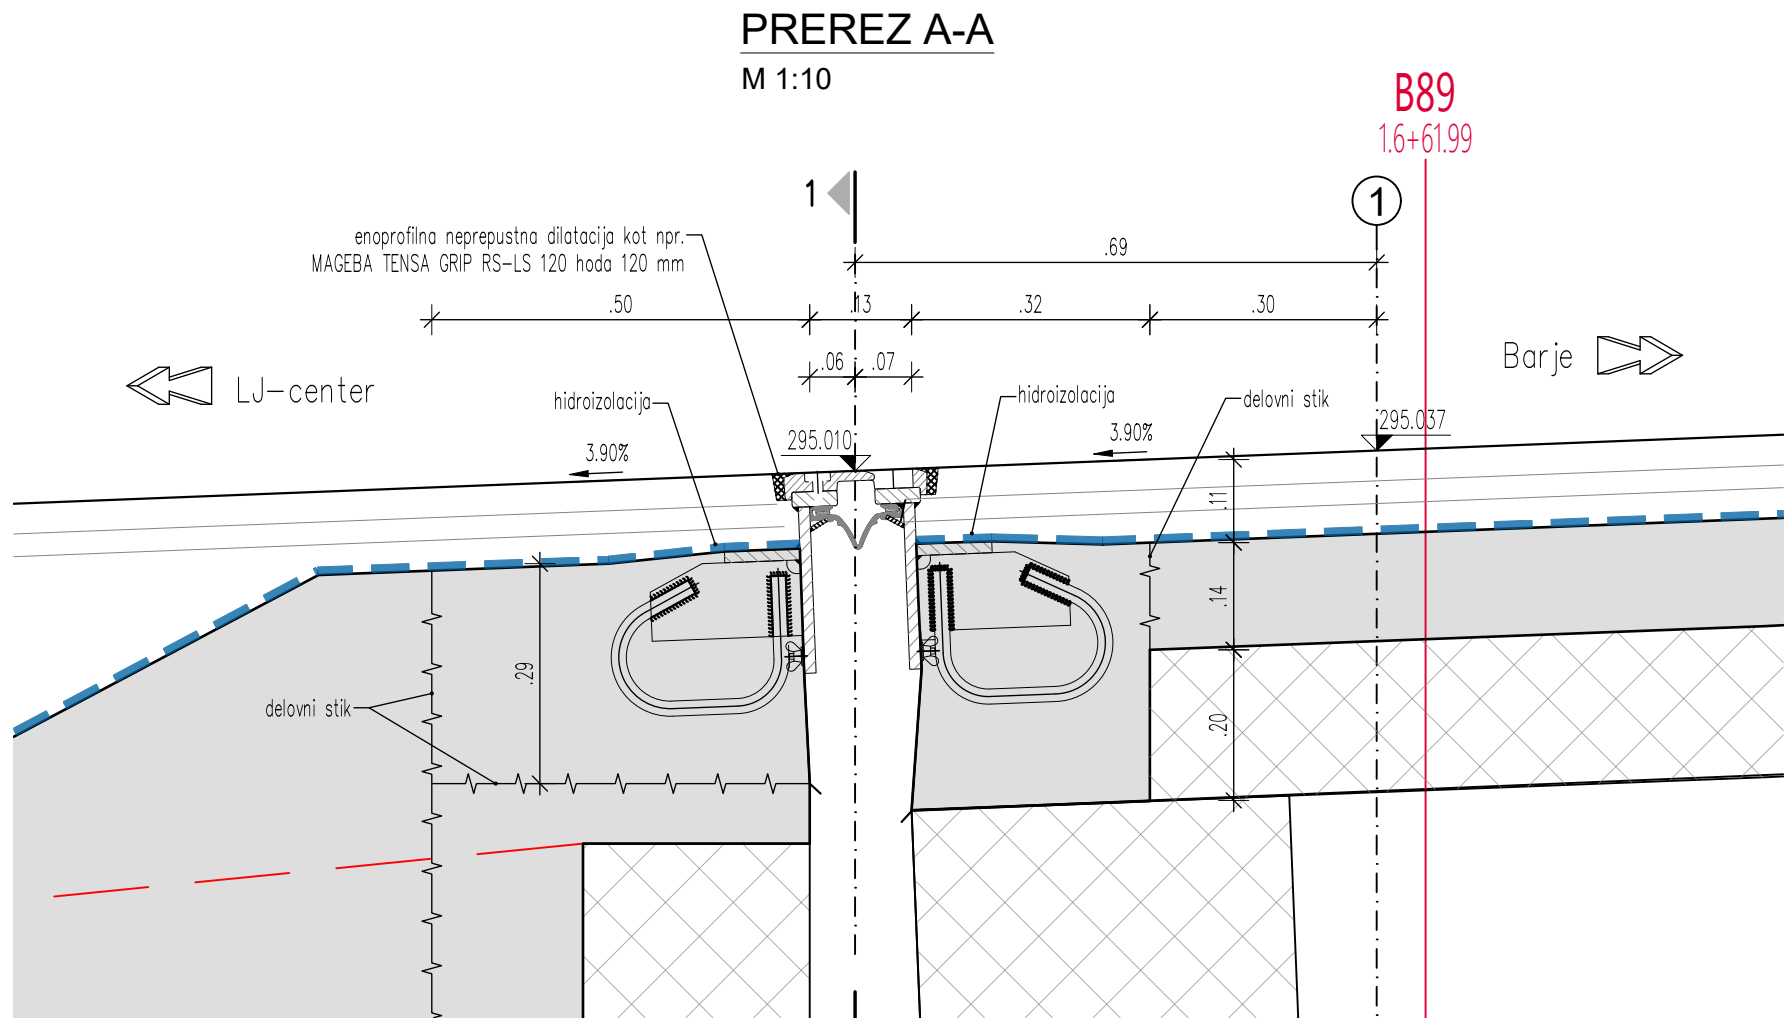 PREREZ A-A
M 1:10
B89
1.6+61.99
1
1
enoprofilna neprepustna dilatacija kot npr.
MAGEBA TENSA GRIP RS-LS 120 hoda 120 mm
.69
.50
.13
.32
.30
.06
.07
LJ-center
Barje
hidroizolacija
hidroizolacija
delovni stik
3.90%
295.010
3.90%
295.037
.11
.14
.29
.20
delovni stik